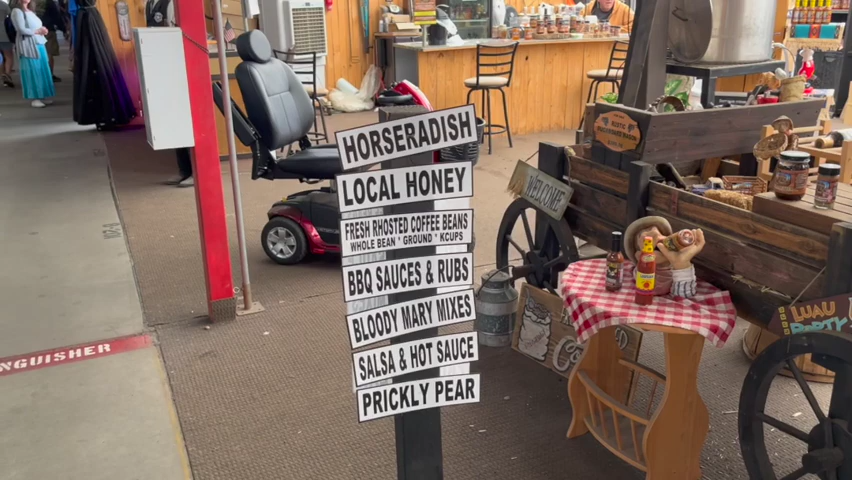 HORSERADISH
LOCAL HONEY
FRESH RHOSTED COFFEE BEANS
WHOLE BEAN * GROUND * KCUPS
BBQ SAUCES & RUBS
BLOODY MARY MIXES
SALSA & HOT SAUCE
PRICKLY PEAR
WELCOME
RUSTIC
LUAU
PARTY
NGUISHER